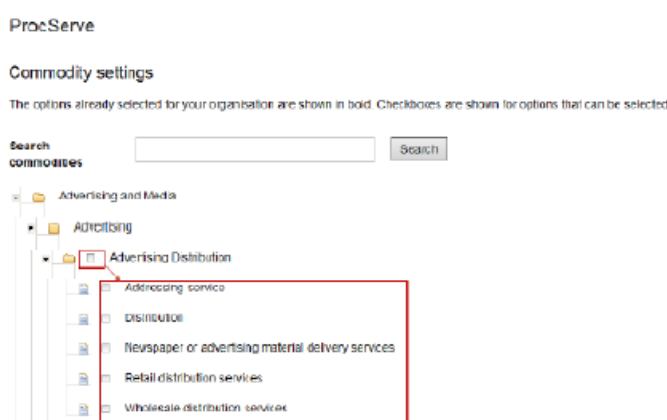 ProcServe
Commodity settings
The options already selected for your organisation are shown in bold. Checkboxes are shown for options that can be selected
Search
commodities
Search
Advertising and Media
Advertising
Advertising Distribution
Addressing service
Distribution
Newspaper or advertising material delivery services
Retail distribution services
Wholesale distribution services